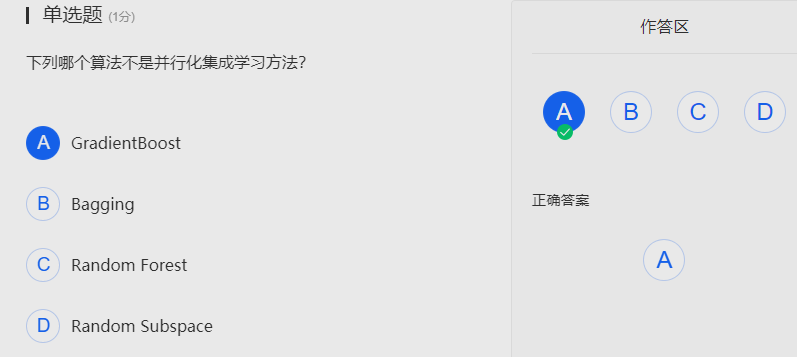 单选题 (1分)
下列哪个算法不是并行化集成学习方法？
A GradientBoost
B Bagging
C Random Forest
D Random Subspace
作答区
A B C D
正确答案
A